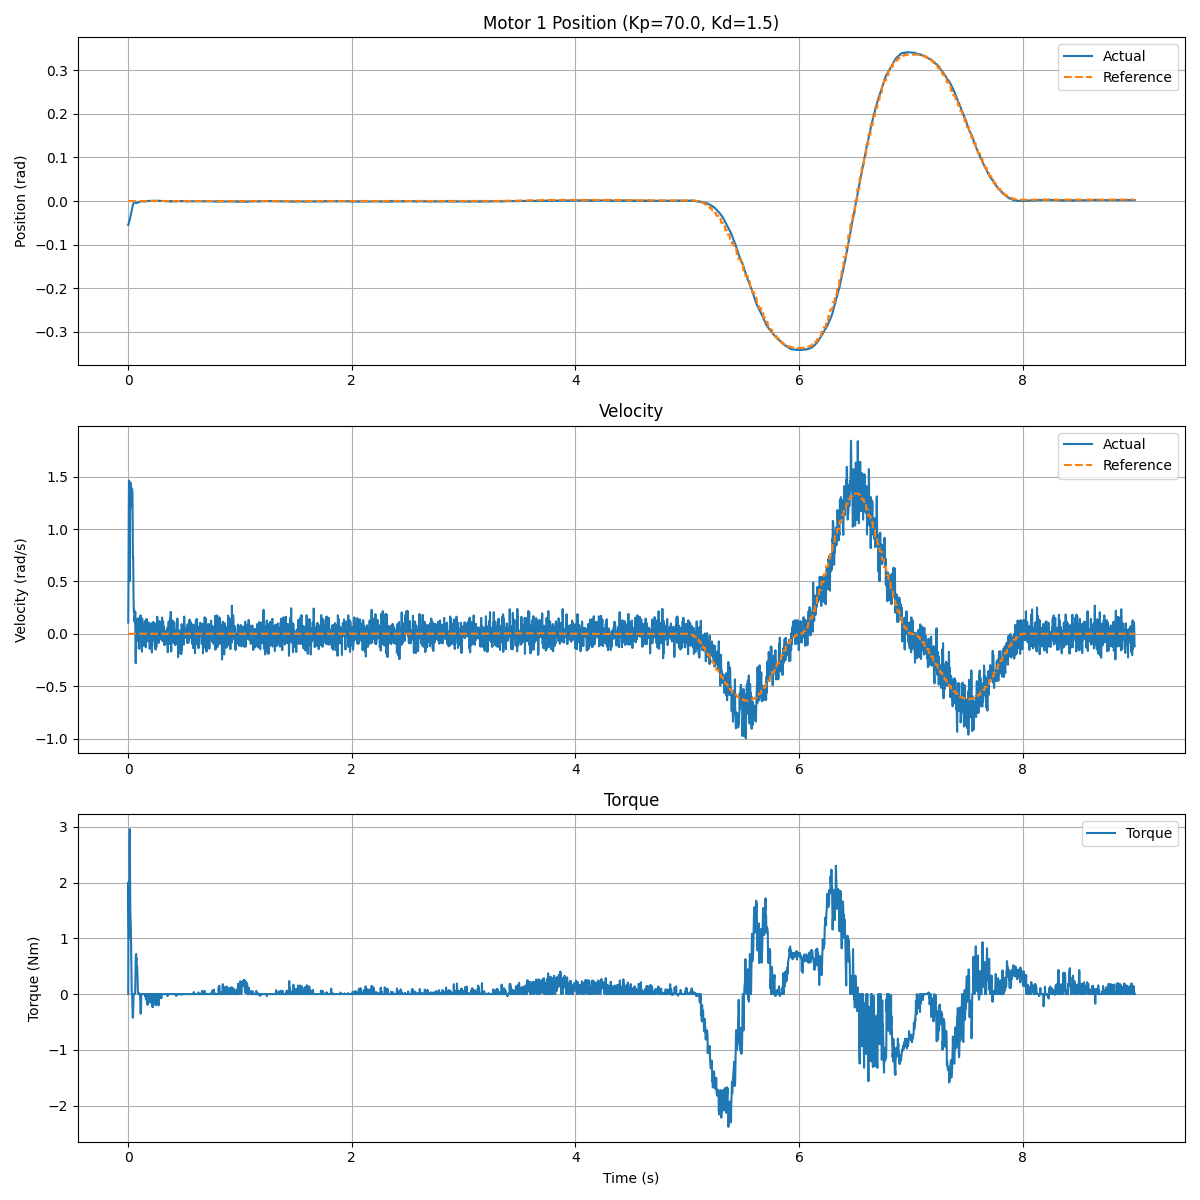 Motor 1 Position (Kp=70.0, Kd=1.5)
Actual
Reference
0.3
0.2
0.1
0.0
−0.1
−0.2
−0.3
Position (rad)
0 2 4 6 8
Velocity
Actual
Reference
1.5
1.0
0.5
0.0
−0.5
−1.0
Velocity (rad/s)
0 2 4 6 8
Torque
Torque
3
2
1
0
−1
−2
Torque (Nm)
0 2 4 6 8
Time (s)